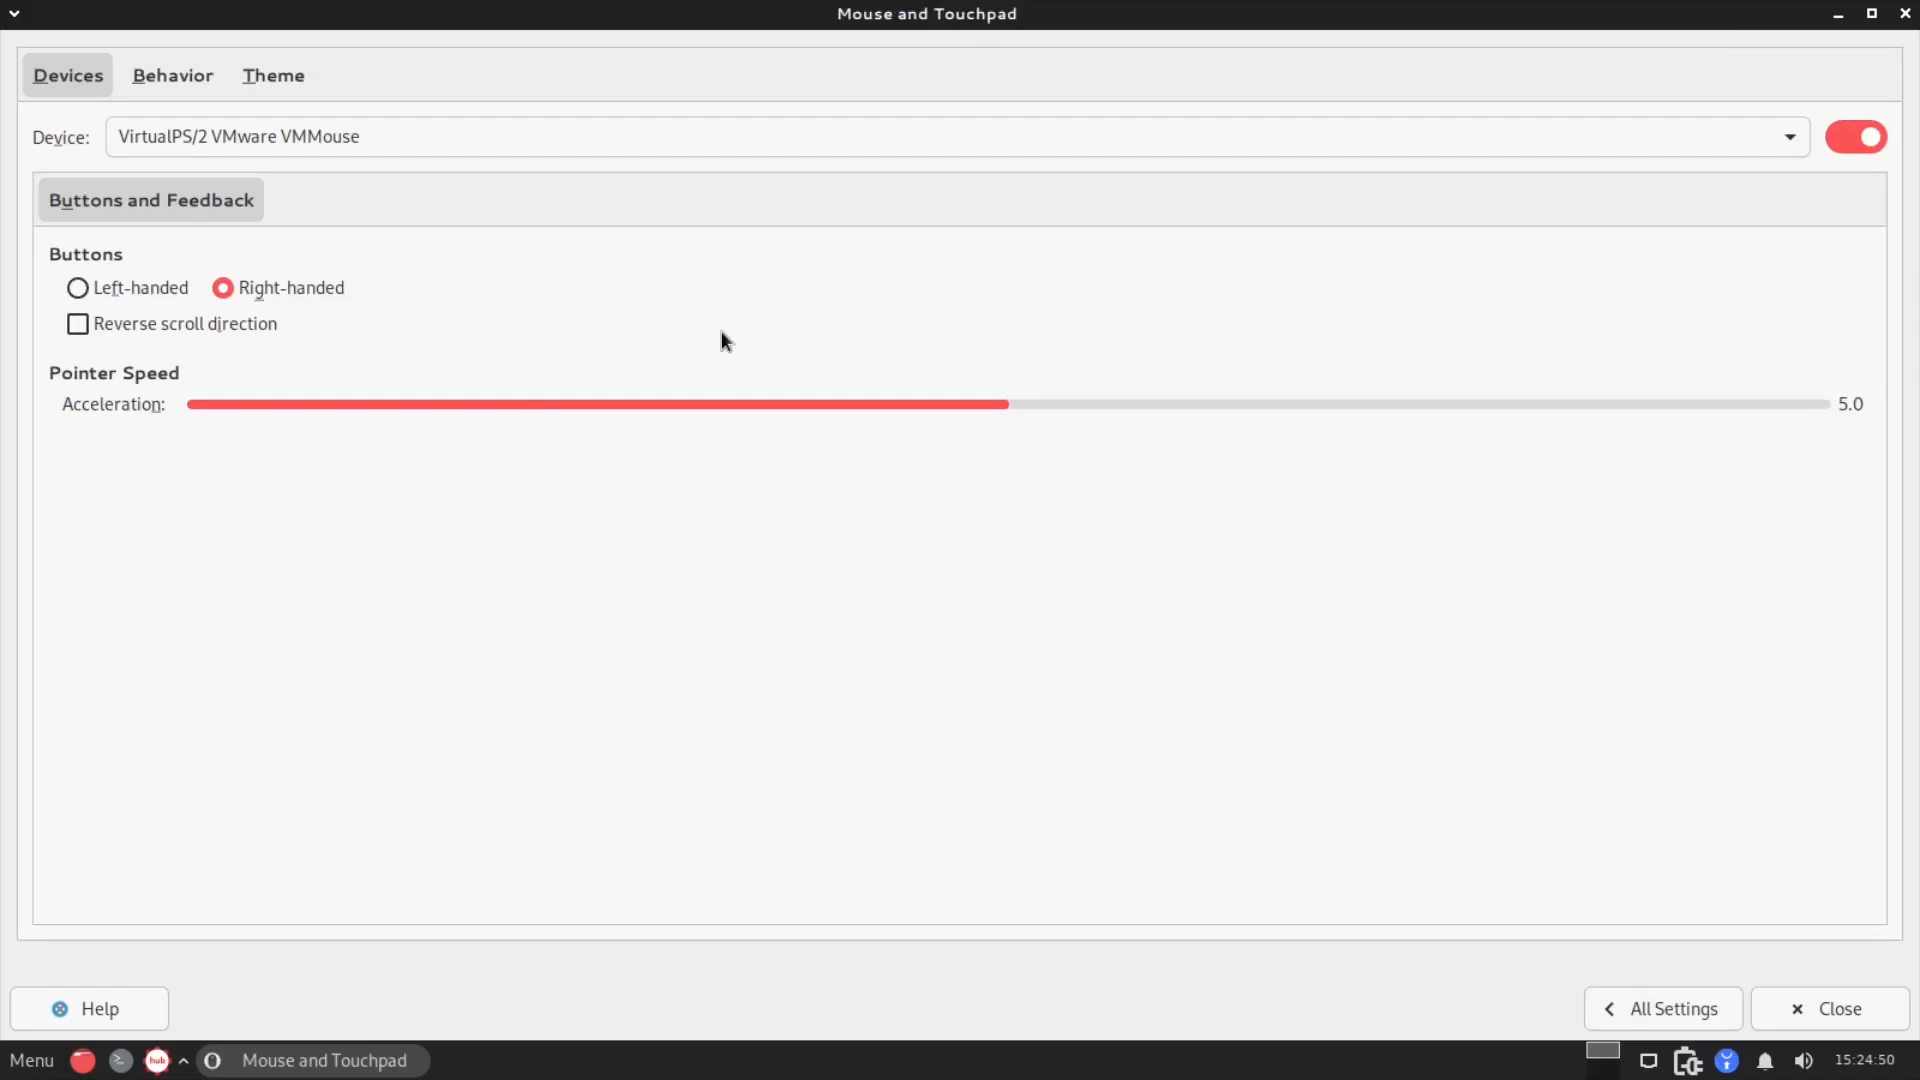 Mouse and Touchpad
Devices Behavior Theme
Device: VirtualPS/2 VMware VMMouse
Buttons and Feedback
Buttons
Left-handed Right-handed
Reverse scroll direction
Pointer Speed
Acceleration: 5.0
Help All Settings Close
Menu hub Mouse and Touchpad 15:24:50